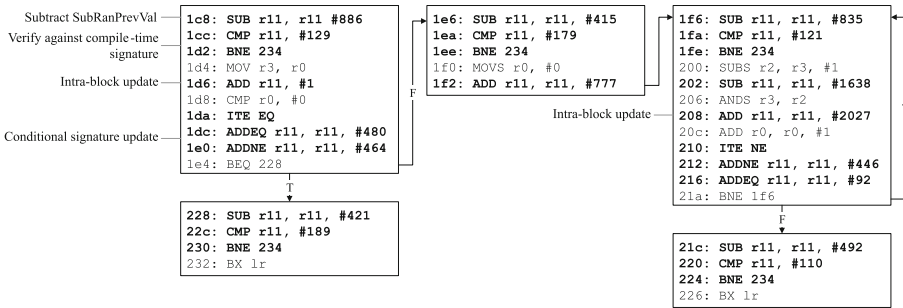 Subtract SubRanPrevVal
Verify against compile-time
signature
Intra-block update
Conditional signature update
1c8: SUB r11, r11 #886
1cc: CMP r11, #129
1d2: BNE 234
1d4: MOV r3, r0
1d6: ADD r11, #1
1d8: CMP r0, #0
1da: ITE EQ
1dc: ADDEQ r11, r11, #480
1e0: ADDNE r11, r11, #464
1e4: BEQ 228
T
F
228: SUB r11, r11, #421
22c: CMP r11, #189
230: BNE 234
232: BX lr
1e6: SUB r11, r11, #415
1ea: CMP r11, #179
1ee: BNE 234
1f0: MOVS r0, #0
1f2: ADD r11, r11, #777
Intra-block update
1f6: SUB r11, r11, #835
1fa: CMP r11, #121
1fe: BNE 234
200: SUBS r2, r3, #1
202: SUB r11, r11, #1638
206: ANDS r3, r2
208: ADD r11, r11, #2027
20c: ADD r0, r0, #1
210: ITE NE
212: ADDNE r11, r11, #446
216: ADDEQ r11, r11, #92
21a: BNE 1f6
F
21c: SUB r11, r11, #492
220: CMP r11, #110
224: BNE 234
226: BX lr